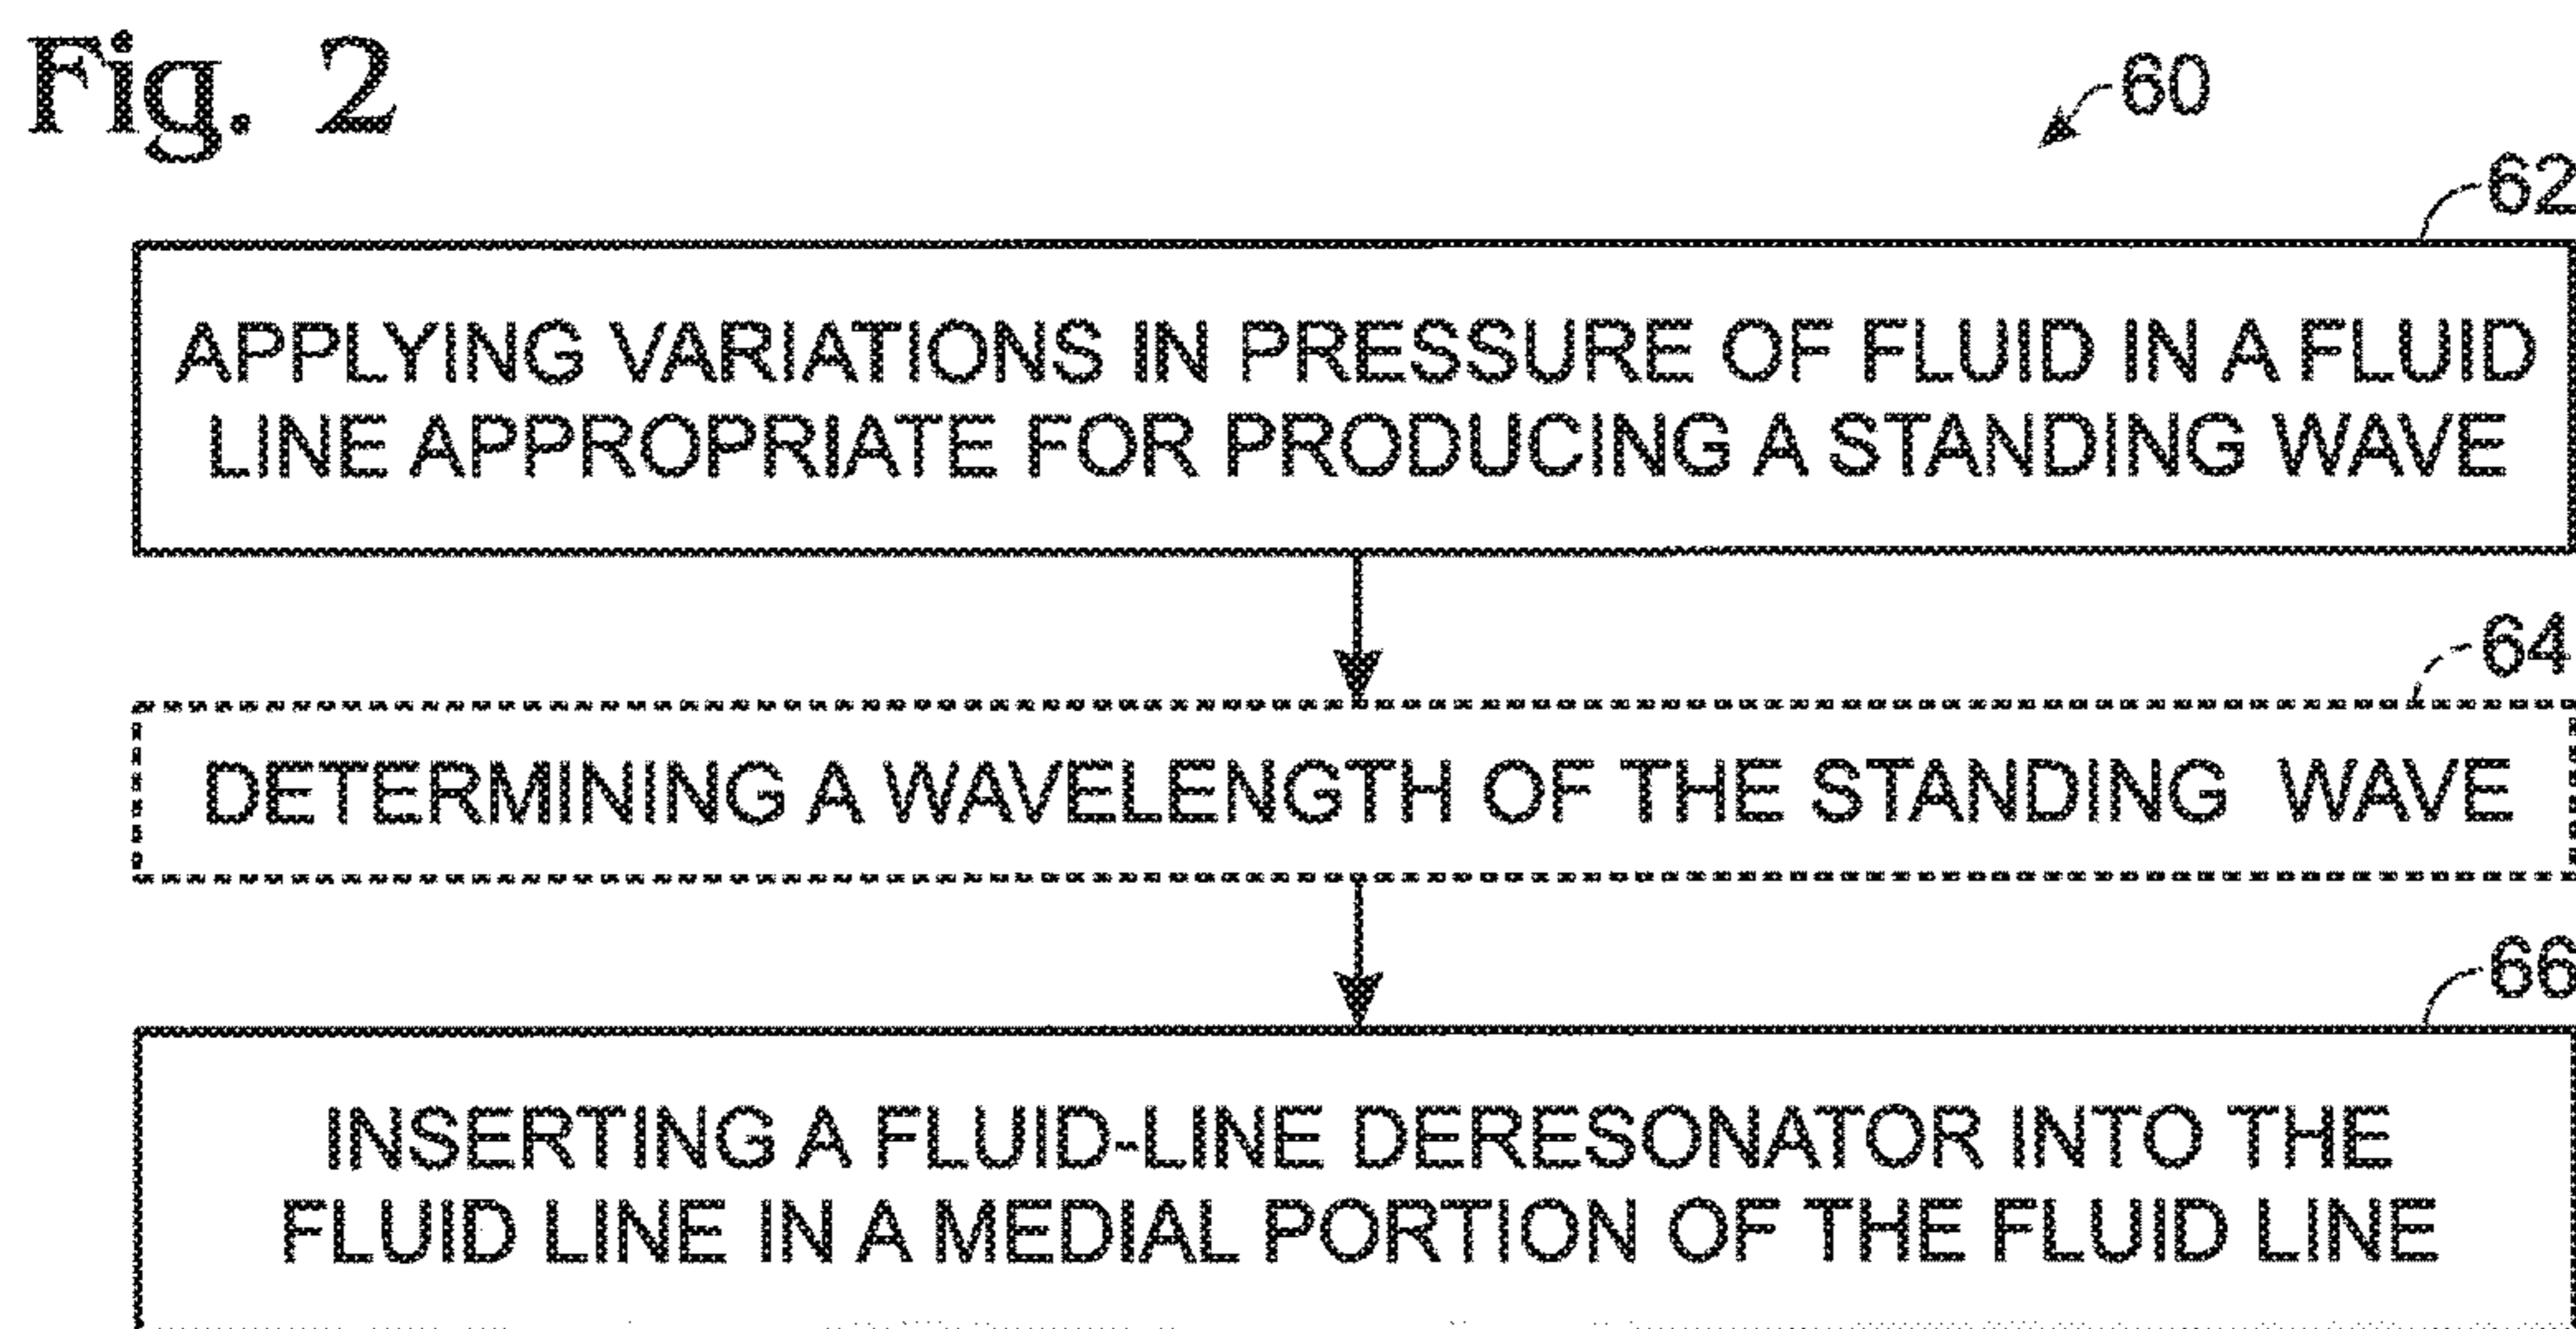 Fig. 2
60
62
APPLYING VARIATIONS IN PRESSURE OF FLUID IN A FLUID
LINE APPROPRIATE FOR PRODUCING A STANDING WAVE
64
DETERMINING A WAVELENGTH OF THE STANDING WAVE
66
INSERTING A FLUID-LINE DERESONATOR INTO THE
FLUID LINE IN A MEDIAL PORTION OF THE FLUID LINE